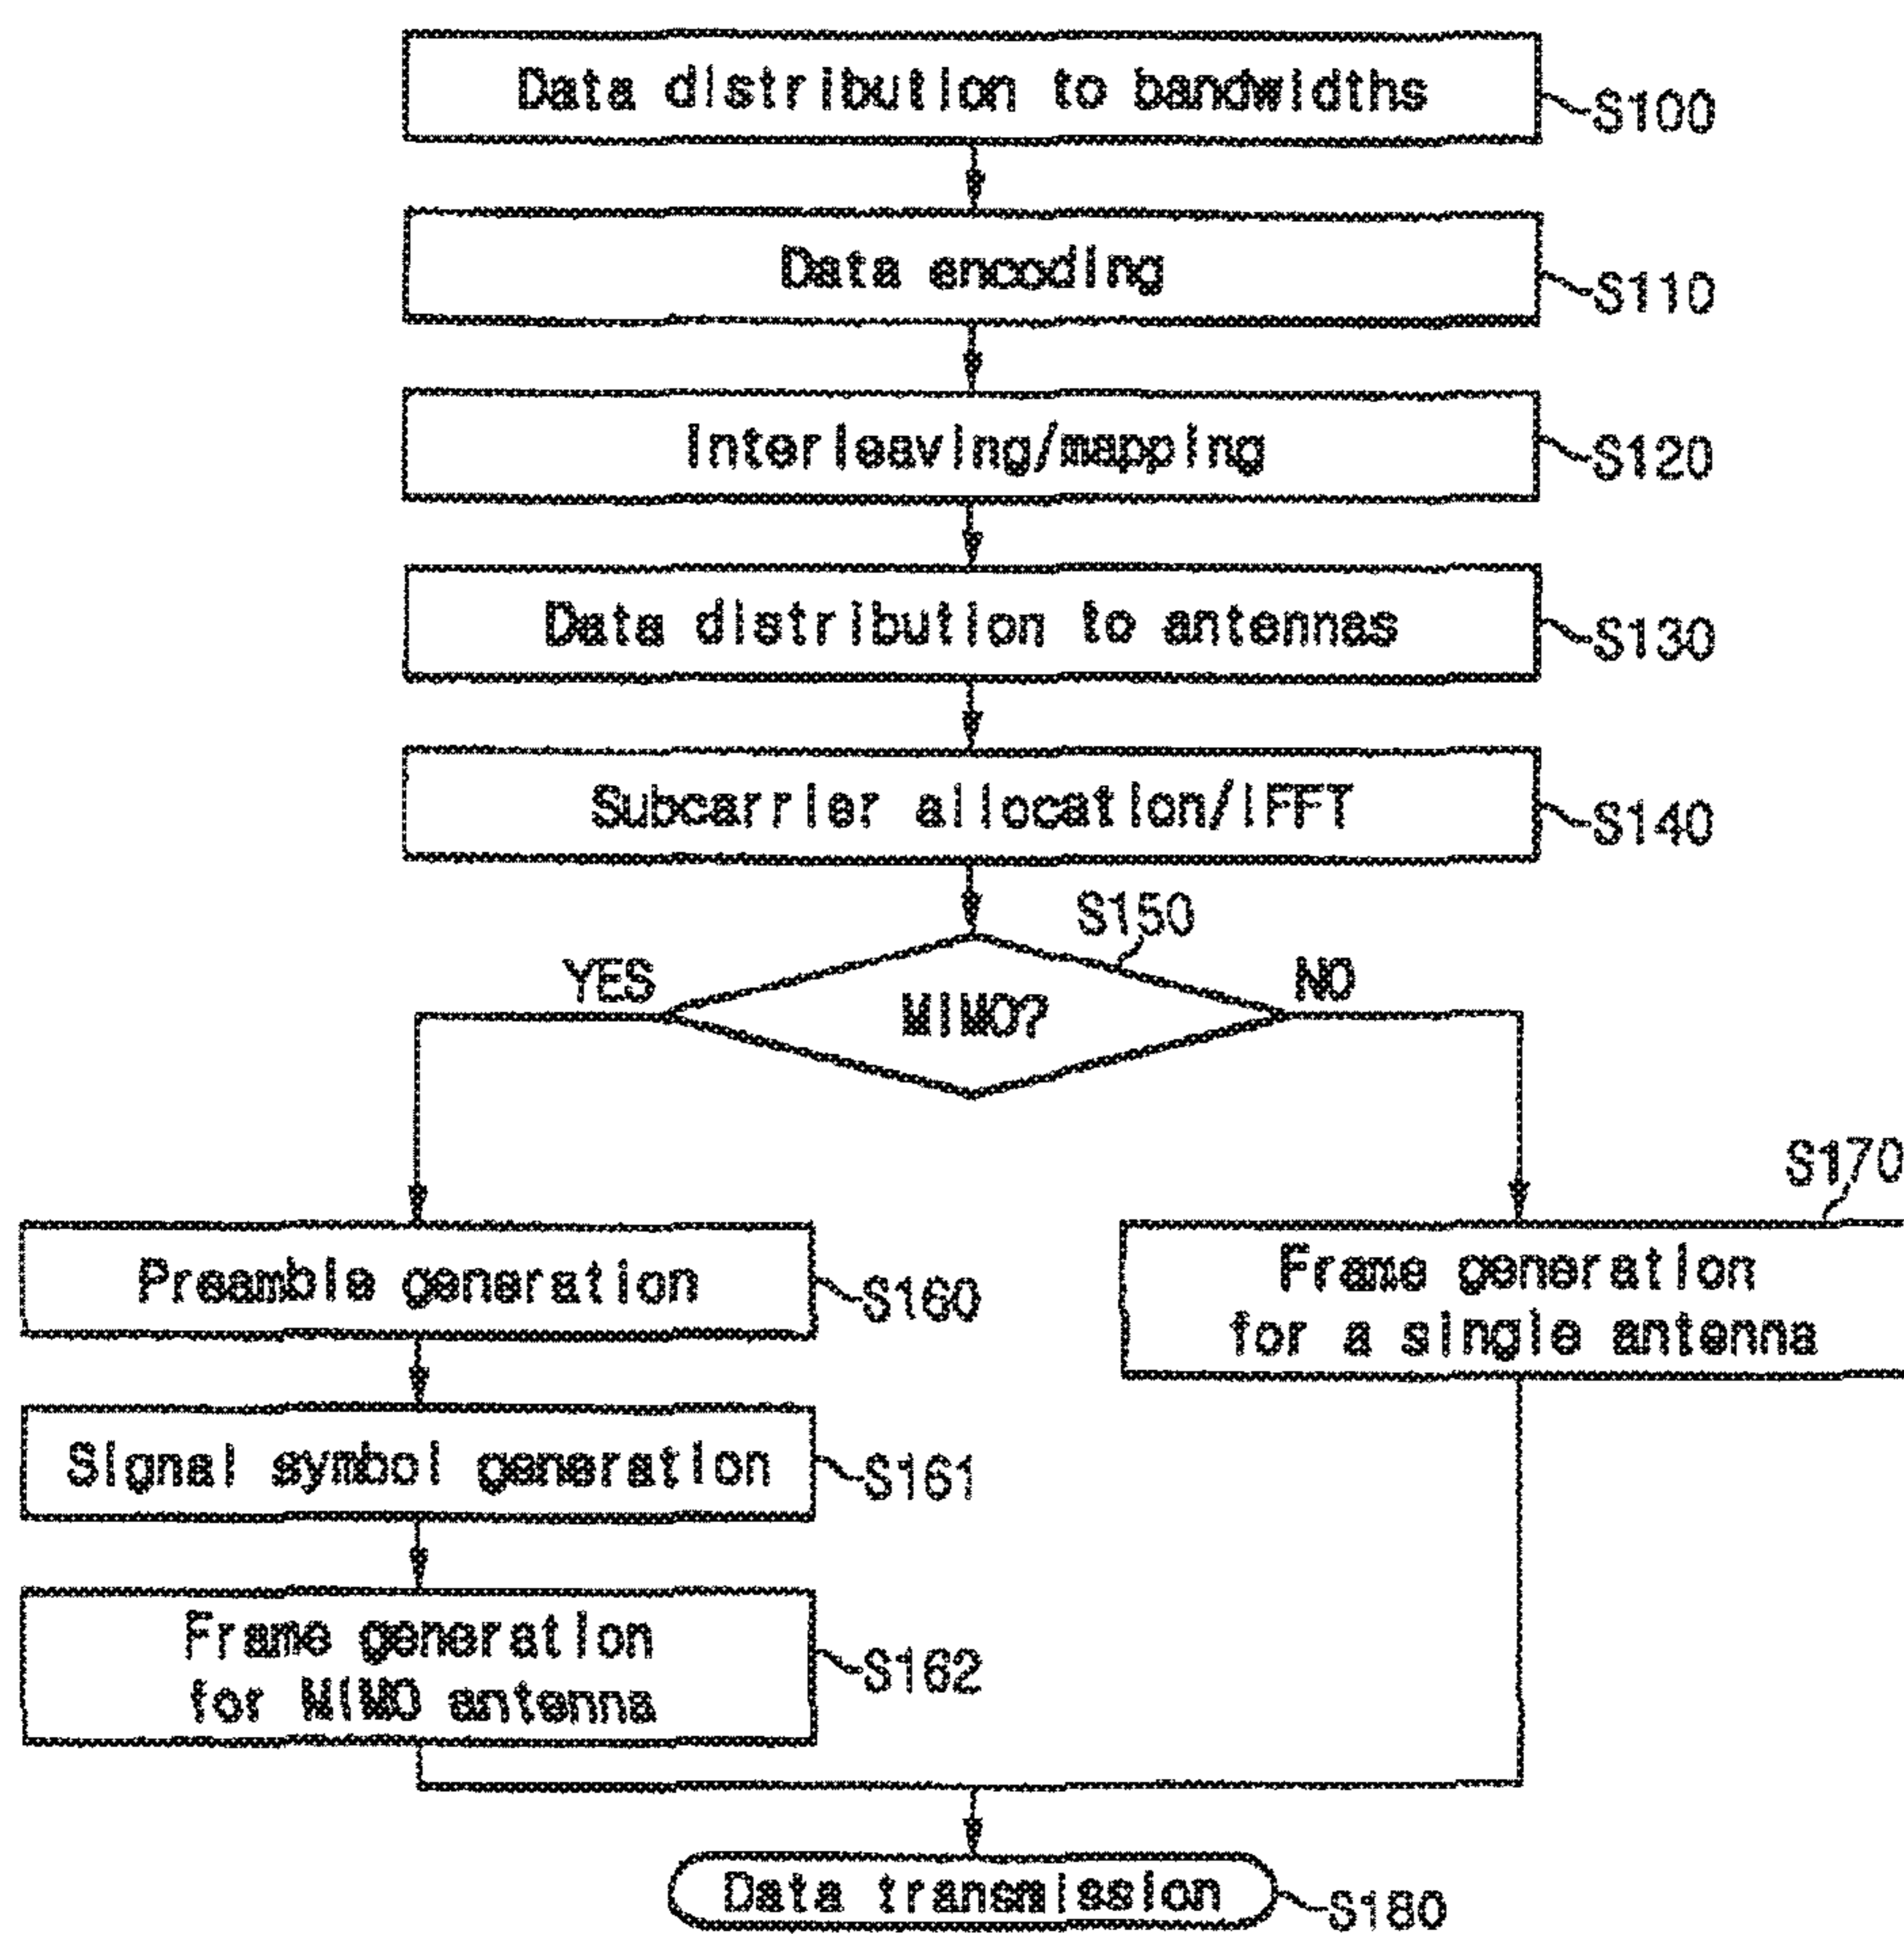 Data distribution to bandwidths
S100
Data encoding
S110
Interleaving/mapping
S120
Data distribution to antennas
S130
Subcarrier allocation/IFFT
S140
S150
YES
MIMO?
NO
S170
Preamble generation
S160
Frame generation
for a single antenna
Signal symbol generation
S161
Frame generation
for MIMO antenna
S162
Data transmission
S180